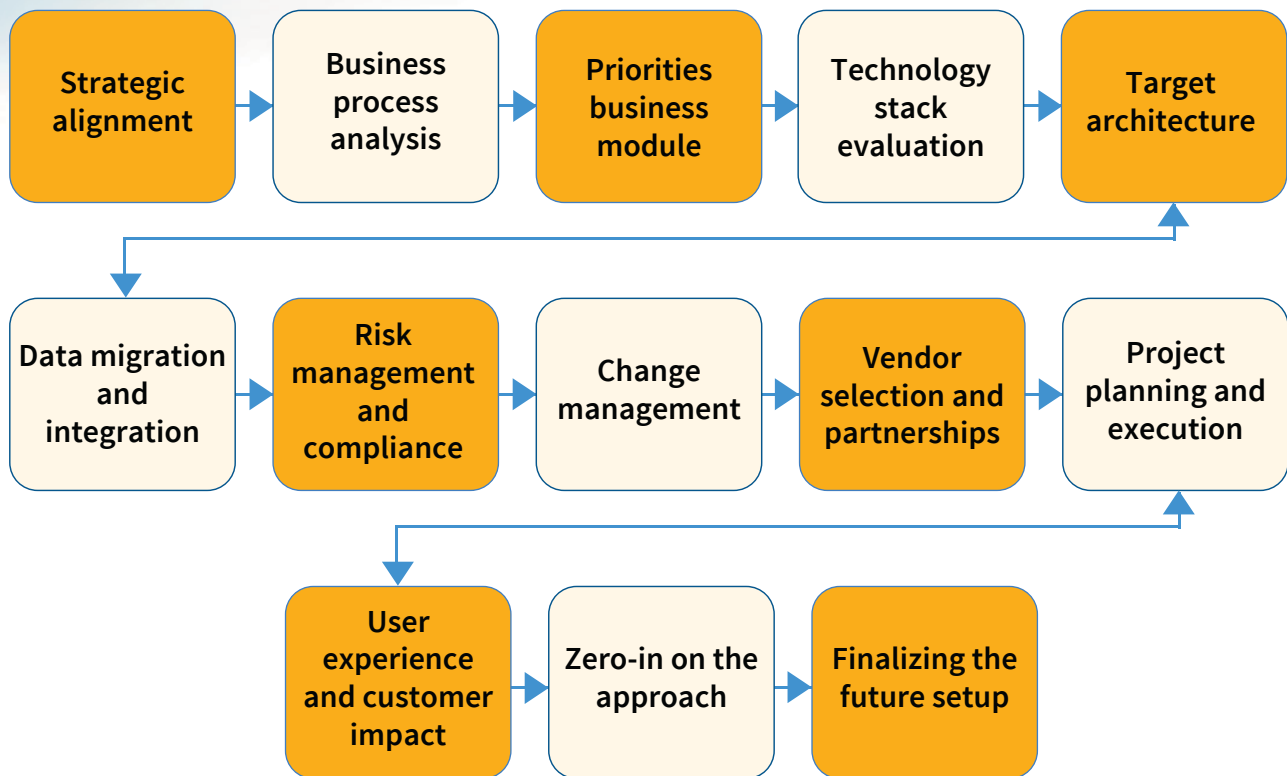 Strategic
alignment
Business
process
analysis
Priorities
business
module
Technology
stack
evaluation
Target
architecture
Data migration
and
integration
Risk
management
and
compliance
Change
management
Vendor
selection and
partnerships
Project
planning and
execution
User
experience
and customer
impact
Zero-in on the
approach
Finalizing the
future setup